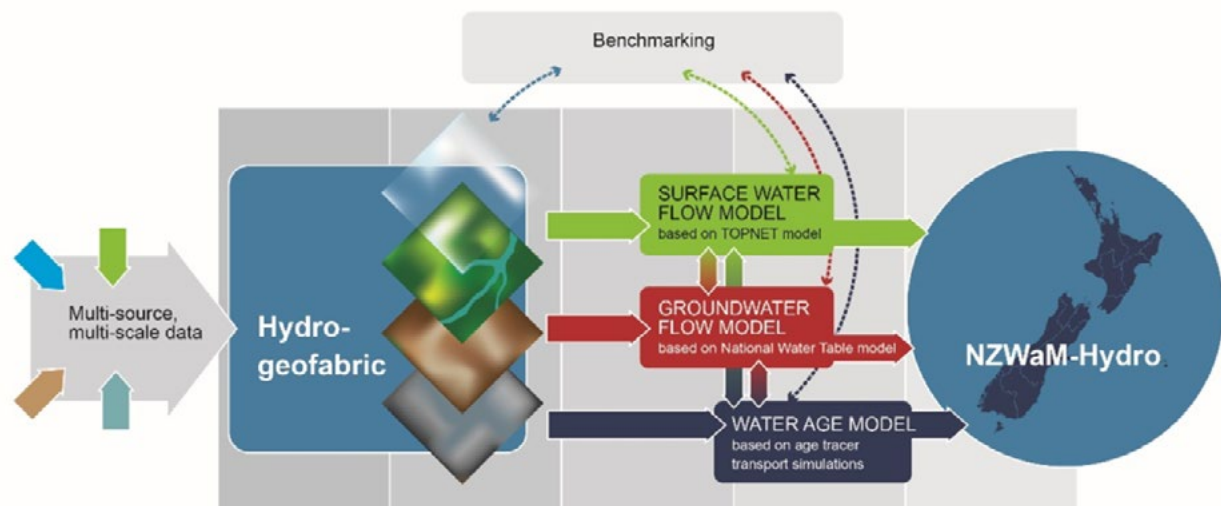 Benchmarking
Multi-source,
multi-scale data
Hydro-
geofabric
SURFACE WATER
FLOW MODEL
based on TOPNET model
GROUNDWATER
FLOW MODEL
based on National Water Table model
WATER AGE MODEL
based on age tracer
transport simulations
NZWaM-Hydro